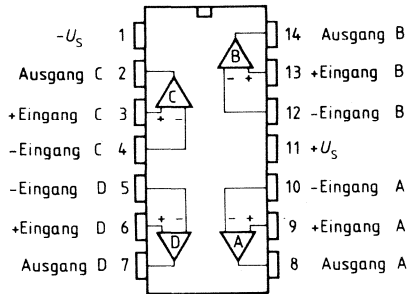 -U_S 1
Ausgang C 2
+Eingang C 3
-Eingang C 4
-Eingang D 5
+Eingang D 6
Ausgang D 7
14 Ausgang B
13 +Eingang B
12 -Eingang B
11 +U_S
10 -Eingang A
9 +Eingang A
8 Ausgang A
C
+ -
B
- +
+ -
D
- +
A